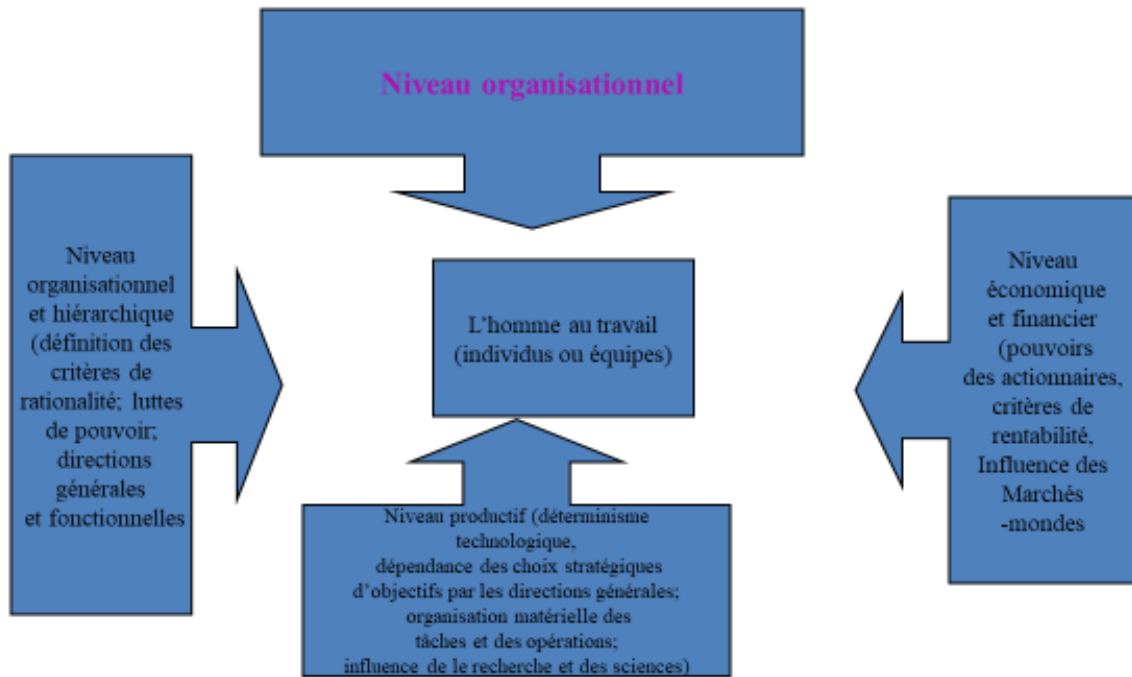 Niveau organisationnel
Niveau
organisationnel
et hiérarchique
(définition des
critères de
rationalité; luttes
de pouvoir;
directions
générales
et fonctionnelles
L’homme au travail
(individus ou équipes)
Niveau
économique
et financier
(pouvoirs
des actionnaires,
critères de
rentabilité,
Influence des
Marchés
-mondes
Niveau productif (déterminisme
technologique,
dépendance des choix stratégiques
d’objectifs par les directions générales;
organisation matérielle des
tâches et des opérations;
influence de le recherche et des sciences)